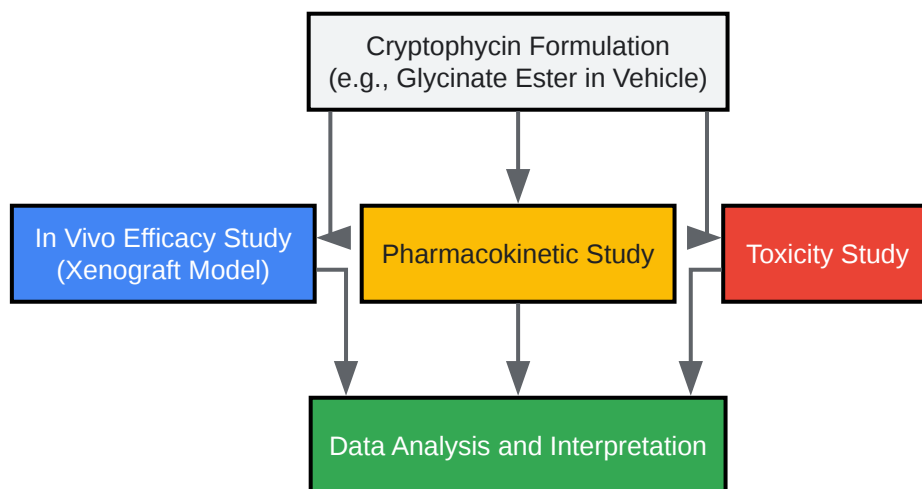 Cryptophycin Formulation
(e.g., Glycinate Ester in Vehicle)
In Vivo Efficacy Study
(Xenograft Model)
Pharmacokinetic Study
Toxicity Study
Data Analysis and Interpretation